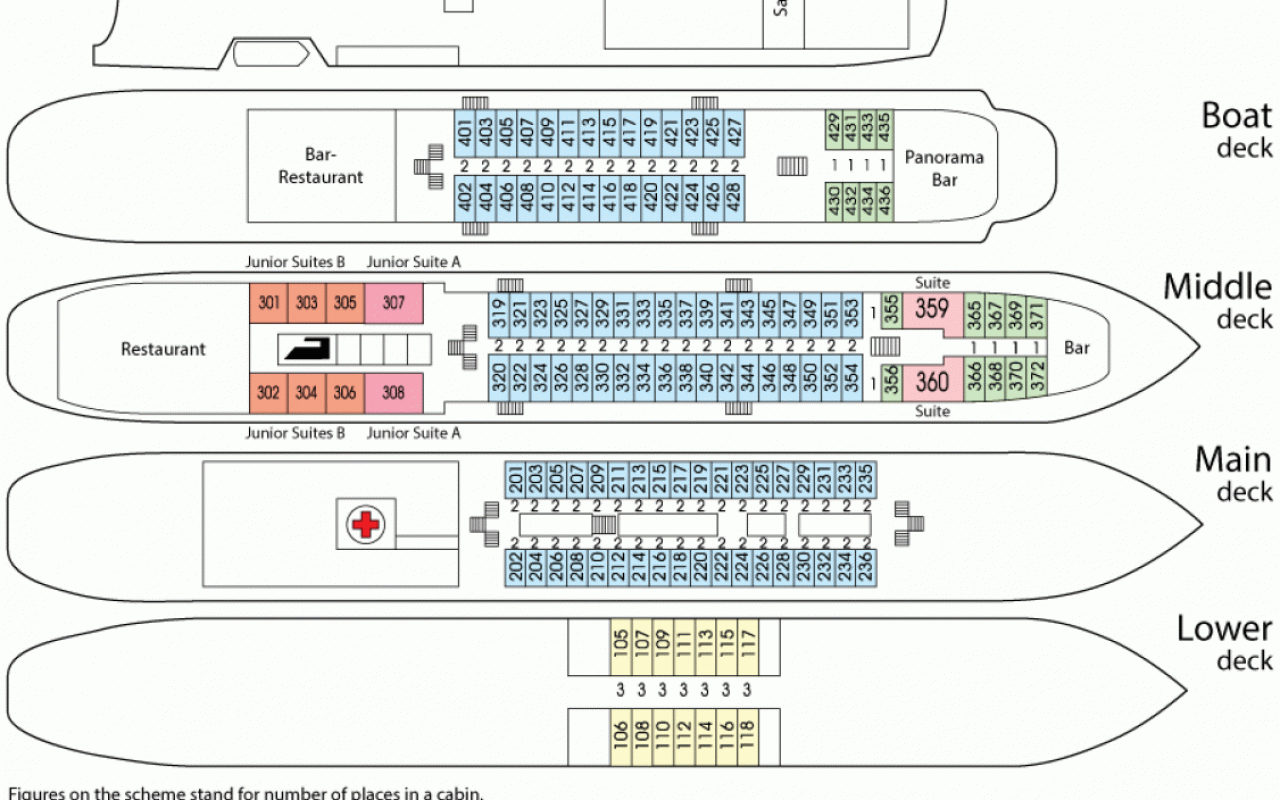 Sa
Boat
deck
401 403 405 407 409 411 413 415 417 419 421 423 425 427
429 431 433 435
Bar-
Restaurant
2 2 2 2 2 2 2 2 2 2 2 2 2 2
1 1 1 1
Panorama
Bar
402 404 406 408 410 412 414 416 418 420 422 424 426 428
430 432 434 436
Junior Suites B Junior Suite A
Middle
deck
Suite
301 303 305 307
319 321 323 325 327 329 331 333 335 337 339 341 343 345 347 349 351 353
1 355 359 365 367 369 371
Restaurant
2 2 2 2 2 2 2 2 2 2 2 2 2 2 2 2 2 2
1 1 1 1
Bar
302 304 306 308
320 322 324 326 328 330 332 334 336 338 340 342 344 346 348 350 352 354
1 356 360 366 368 370 372
Suite
Junior Suites B Junior Suite A
Main
deck
201 203 205 207 209 211 213 215 217 219 221 223 225 227 229 231 233 235
2 2 2 2 2 2 2 2 2 2 2 2 2 2 2 2 2 2
2 2 2 2 2 2 2 2 2 2 2 2 2 2 2 2 2 2
202 204 206 208 210 212 214 216 218 220 222 224 226 228 230 232 234 236
Lower
deck
105 107 109 111 113 115 117
3 3 3 3 3 3 3
106 108 110 112 114 116 118
Figures on the scheme stand for number of places in a cabin.